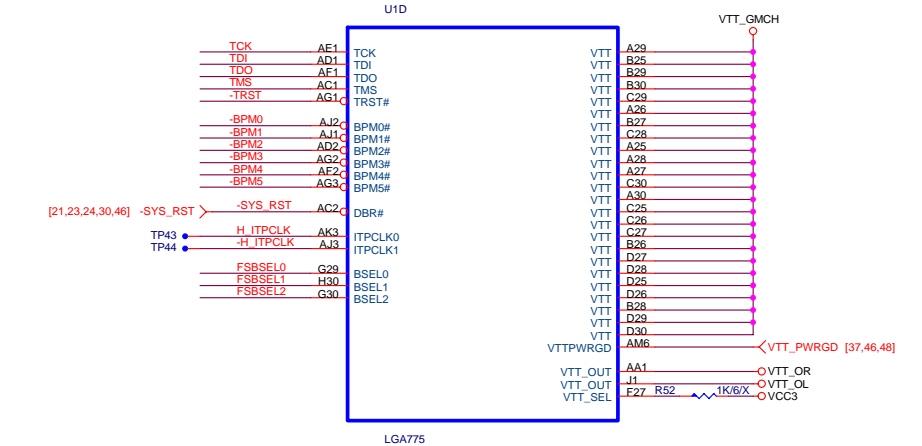 U1D
VTT_GMCH
TCK AE1 TCK VTT A29
TDI AD1 TDI VTT B25
TDO AF1 TDO VTT B29
TMS AC1 TMS VTT B30
-TRST AG1 TRST# VTT C29
VTT A26
-BPM0 AJ2 BPM0# VTT B27
-BPM1 AJ1 BPM1# VTT C28
-BPM2 AD2 BPM2# VTT A25
-BPM3 AG2 BPM3# VTT A28
-BPM4 AF2 BPM4# VTT A27
-BPM5 AG3 BPM5# VTT C30
VTT A30
[21,23,24,30,46] -SYS_RST -SYS_RST AC2 DBR# VTT C25
VTT C26
TP43 H_ITPCLK AK3 ITPCLK0 VTT C27
TP44 -H_ITPCLK AJ3 ITPCLK1 VTT B26
VTT D27
FSBSEL0 G29 BSEL0 VTT D28
FSBSEL1 H30 BSEL1 VTT D25
FSBSEL2 G30 BSEL2 VTT D26
VTT B28
VTT D29
VTT D30
VTTPWRGD AM6 VTT_PWRGD [37,46,48]
VTT_OUT AA1 VTT_OR
VTT_OUT J1 VTT_OL
VTT_SEL F27 R52 1K/6/X VCC3
LGA775